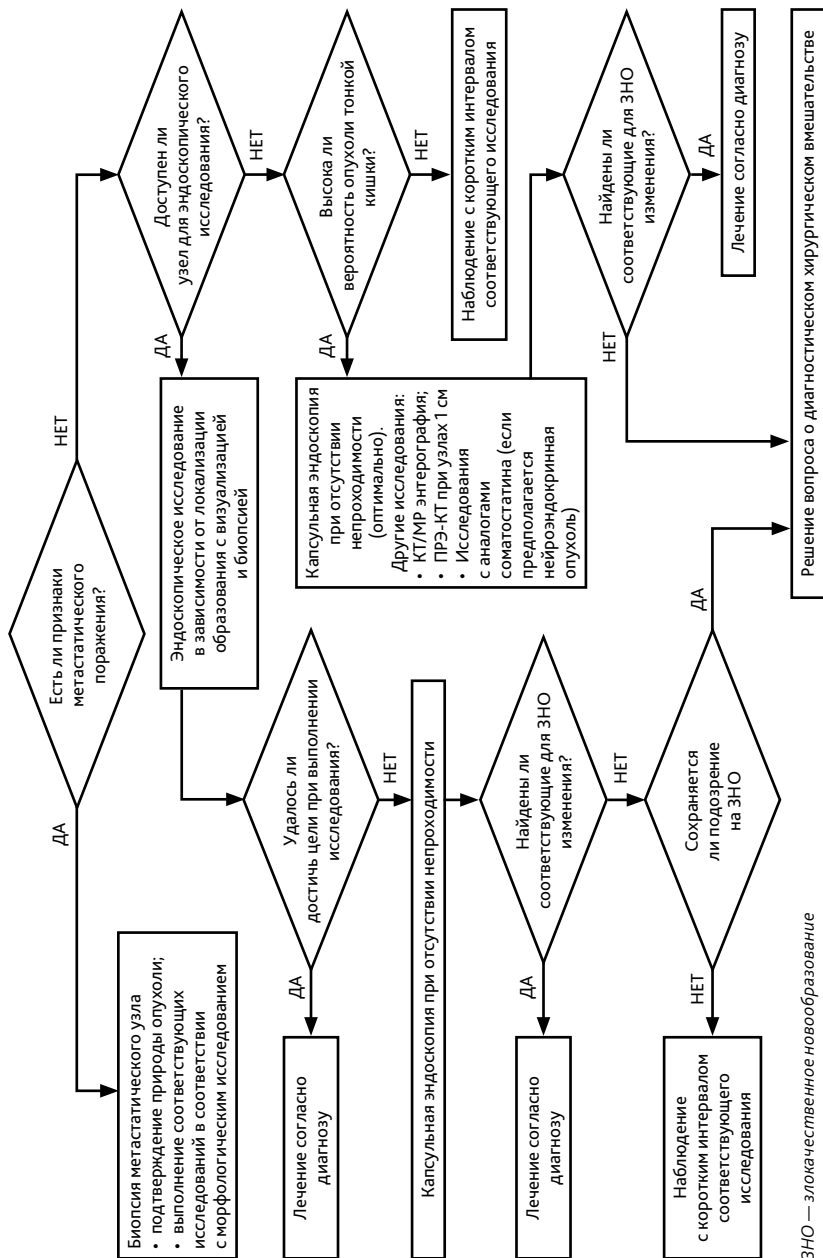 Есть ли признаки
метастатического
поражения?
ДА
НЕТ
Биопсия метастатического узла
• подтверждение природы опухоли;
• выполнение соответствующих
исследований в соответствии
с морфологическим исследованием
Доступен ли
узел для эндоскопического
исследования?
ДА
НЕТ
Эндоскопическое исследование
в зависимости от локализации
образования с визуализацией
и биопсией
Высока ли
вероятность опухоли тонкой
кишки?
ДА
НЕТ
Удалось ли
достичь цели при выполнении
исследования?
ДА
НЕТ
Лечение согласно
диагнозу
Капсульная эндоскопия
при отсутствии
непроходимости
(оптимально).
Другие исследования:
• КТ/МР энтерография;
• ПРЭ-КТ при узлах 1 см
• Исследования
с аналогами
соматостатина (если
предполагается
нейроэндокринная
опухоль)
Наблюдение с коротким интервалом
соответствующего исследования
Капсульная эндоскопия при отсутствии непроходимости
Найдены ли
соответствующие для ЗНО
изменения?
ДА
НЕТ
Лечение согласно
диагнозу
Найдены ли
соответствующие для ЗНО
изменения?
НЕТ
ДА
Лечение согласно диагнозу
Сохраняется
ли подозрение
на ЗНО
НЕТ
ДА
Наблюдение
с коротким интервалом
соответствующего
исследования
Решение вопроса о диагностическом хирургическом вмешательстве
ЗНО — злокачественное новообразование